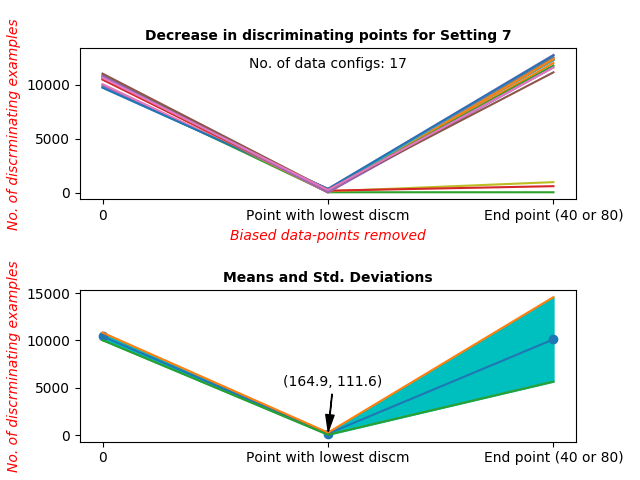 Decrease in discriminating points for Setting 7
No. of discrminating examples
No. of data configs: 17
10000
5000
0
0 Point with lowest discm End point (40 or 80)
Biased data-points removed
Means and Std. Deviations
No. of discrminating examples
15000
10000
5000
0
(164.9, 111.6)
0 Point with lowest discm End point (40 or 80)